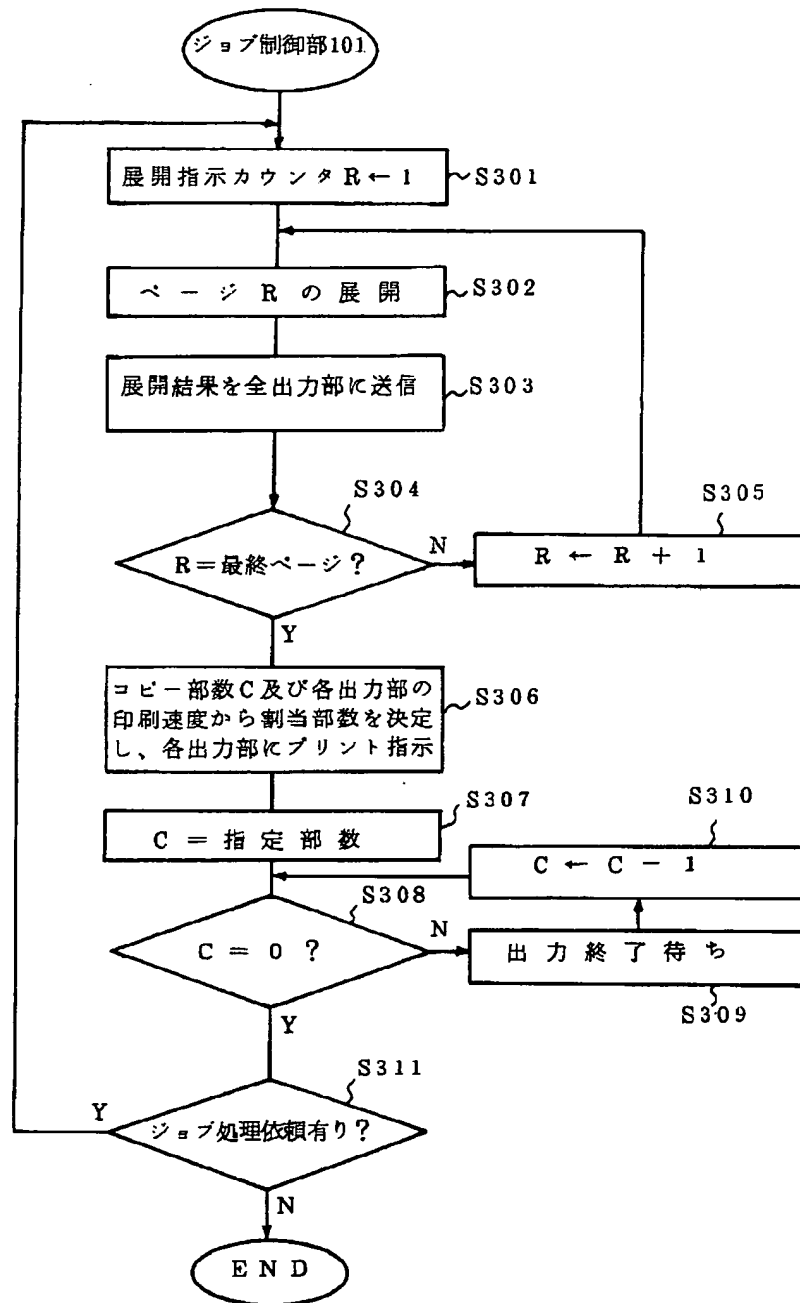 ジョブ制御部101
展開指示カウンタR←1
S301
ページRの展開
S302
展開結果を全出力部に送信
S303
S304
R=最終ページ?
N
S305
R ← R + 1
Y
コピー部数C及び各出力部の
印刷速度から割当部数を決定
し、各出力部にプリント指示
S306
C = 指定部数
S307
S310
C ← C - 1
S308
C = 0 ?
N
出力終了待ち
S309
Y
S311
Y
ジョブ処理依頼有り?
N
END